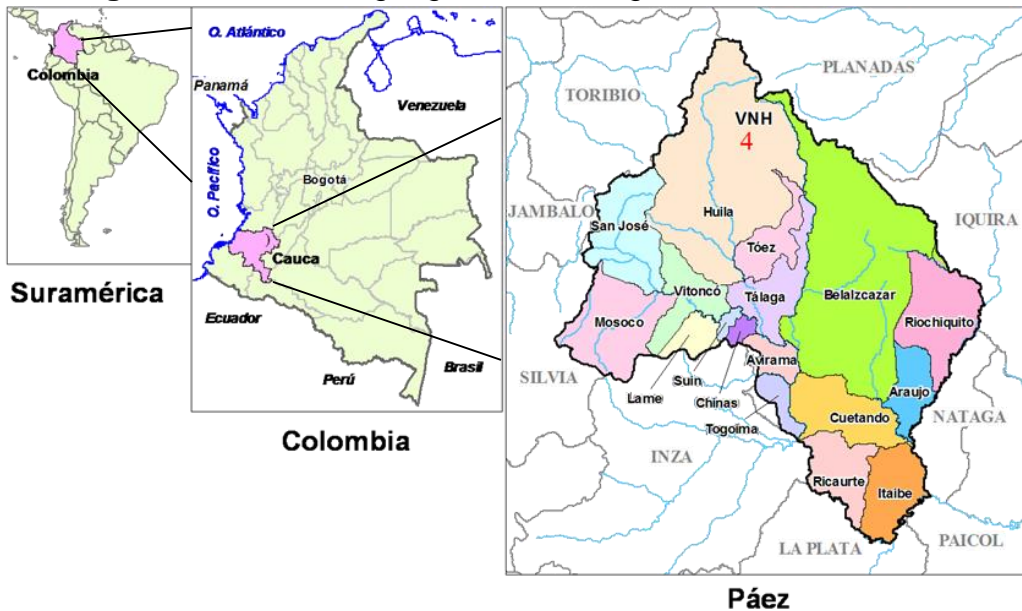 Colombia
Suramérica
O. Atlántico
Panamá
Venezuela
O. Pacífico
Bogotá
Cauca
Ecuador
Perú
Brasil
Colombia
PLANADAS
TORIBIO
VNH
4
JAMBALO
IQUIRA
Huila
San José
Tóez
Vitoncó
Tálaga
Belalzcazar
Mosoco
Riochiquito
Avirama
SILVIA
Suin
Araujo
Lame
Chinas
NATAGA
Cuetando
Togoima
INZA
Ricaurte
Itaibe
PAICOL
LA PLATA
Páez